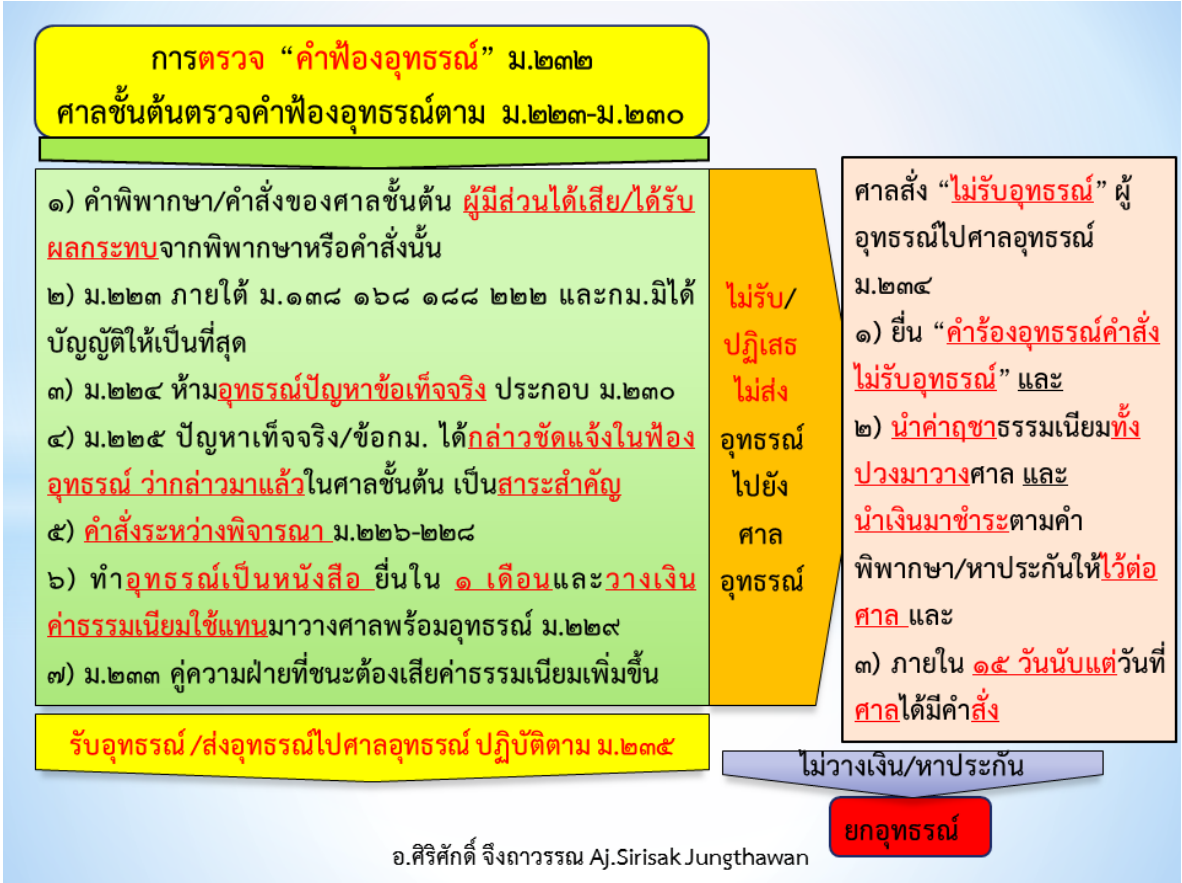 การตรวจ “คำฟ้องอุทธรณ์” ม.๒๓๒
ศาลชั้นต้นตรวจคำฟ้องอุทธรณ์ตาม ม.๒๒๓-ม.๒๓๐
๑) คำพิพากษา/คำสั่งของศาลชั้นต้น ผู้มีส่วนได้เสีย/ได้รับ
ผลกระทบจากพิพากษาหรือคำสั่งนั้น
๒) ม.๒๒๓ ภายใต้ ม.๑๓๘ ๑๖๘ ๑๘๘ ๒๒๒ และกม.มิได้
บัญญัติให้เป็นที่สุด
๓) ม.๒๒๔ ห้ามอุทธรณ์ปัญหาข้อเท็จจริง ประกอบ ม.๒๓๐
๔) ม.๒๒๕ ปัญหาเท็จจริง/ข้อกม. ได้กล่าวชัดแจ้งในฟ้อง
อุทธรณ์ ว่ากล่าวมาแล้วในศาลชั้นต้น เป็นสาระสำคัญ
๕) คำสั่งระหว่างพิจารณา ม.๒๒๖-๒๒๘
๖) ทำอุทธรณ์เป็นหนังสือ ยื่นใน ๑ เดือนและวางเงิน
ค่าธรรมเนียมใช้แทนมาวางศาลพร้อมอุทธรณ์ ม.๒๒๙
๗) ม.๒๓๓ คู่ความฝ่ายที่ชนะต้องเสียค่าธรรมเนียมเพิ่มขึ้น
ไม่รับ/
ปฏิเสธ
ไม่ส่ง
อุทธรณ์
ไปยัง
ศาล
อุทธรณ์
ศาลสั่ง “ไม่รับอุทธรณ์” ผู้
อุทธรณ์ไปศาลอุทธรณ์
ม.๒๓๔
๑) ยื่น “คำร้องอุทธรณ์คำสั่ง
ไม่รับอุทธรณ์” และ
๒) นำค่าฤชาธรรมเนียมทั้ง
ปวงมาวางศาล และ
นำเงินมาชำระตามคำ
พิพากษา/หาประกันให้ไว้ต่อ
ศาล และ
๓) ภายใน ๑๕ วันนับแต่วันที่
ศาลได้มีคำสั่ง
รับอุทธรณ์ /ส่งอุทธรณ์ไปศาลอุทธรณ์ ปฏิบัติตาม ม.๒๓๕
ไม่วางเงิน/หาประกัน
ยกอุทธรณ์
อ.ศิริศักดิ์ จึงถาวรรณ Aj.Sirisak Jungthawan